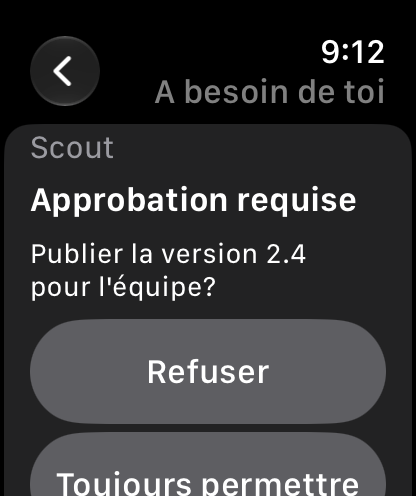 9:12
A besoin de toi
Scout
Approbation requise
Publier la version 2.4
pour l'équipe?
Refuser
Toujours permettre